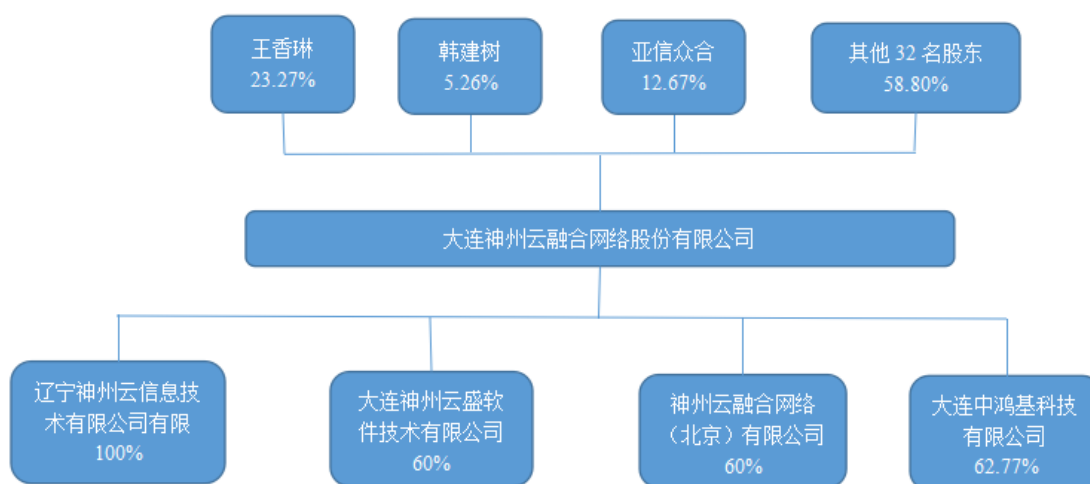 王香琳
23.27%
韩建树
5.26%
亚信众合
12.67%
其他 32 名股东
58.80%
大连神州云融合网络股份有限公司
辽宁神州云信息技
术有限公司有限
100%
大连神州云盛软
件技术有限公司
60%
神州云融合网络
（北京）有限公司
60%
大连中鸿基科技
有限公司
62.77%